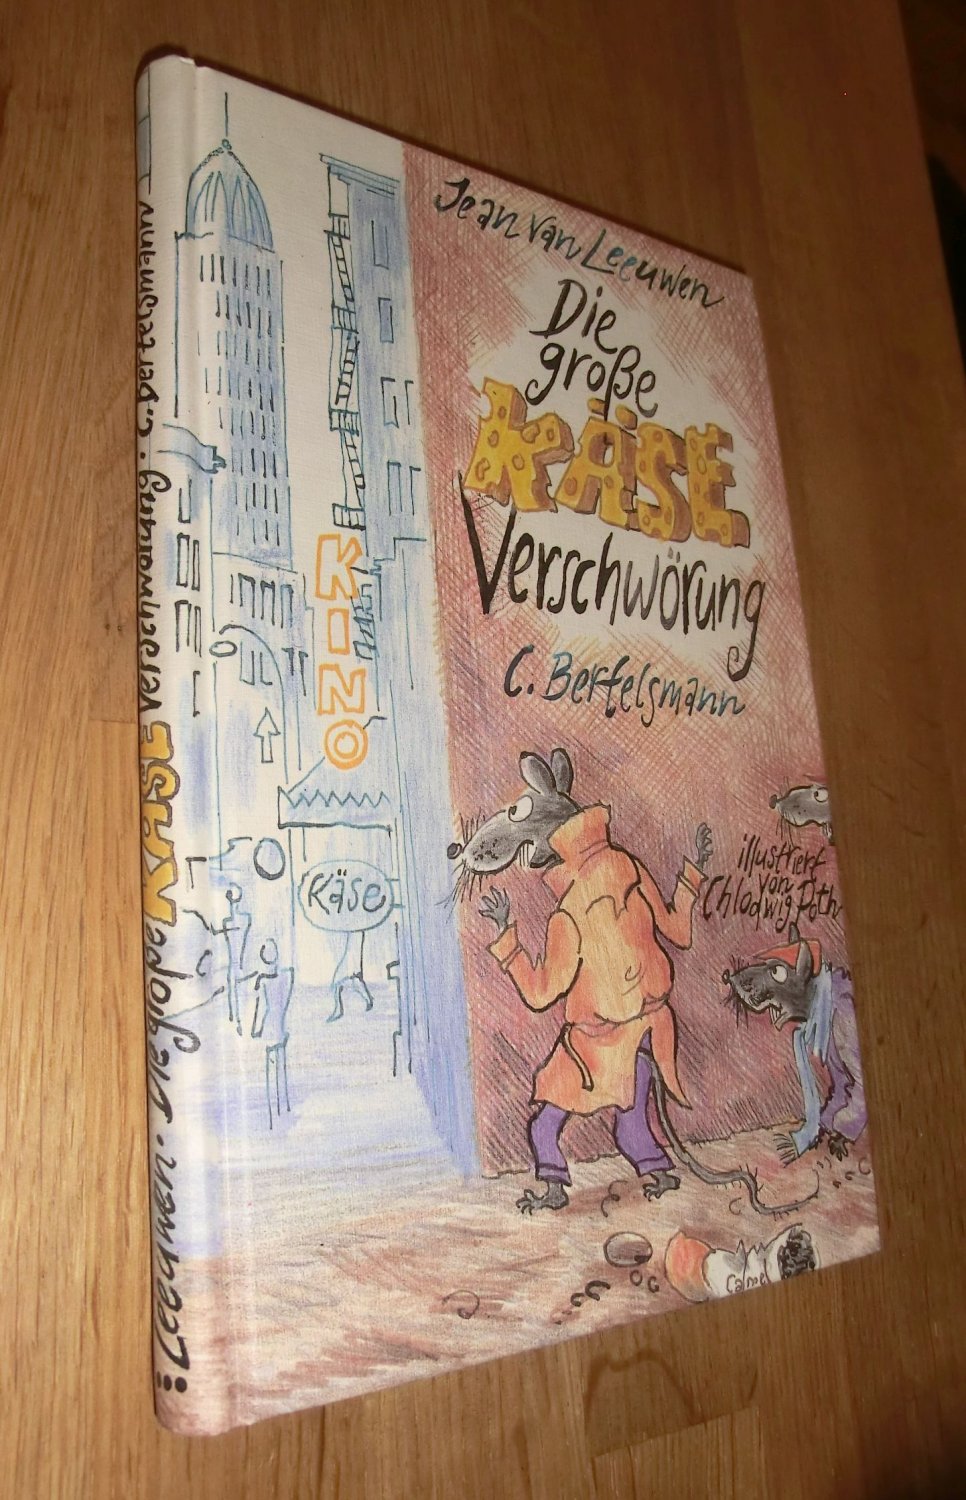 Jean van Leeuwen
Die
große
KÄSE
Verschwörung
C. Bertelsmann
illustriert
von
Chlodwig Poth
KINO
Käse
Camel
Leeuwen · Die große KÄSE Verschwörung · C. Bertelsmann